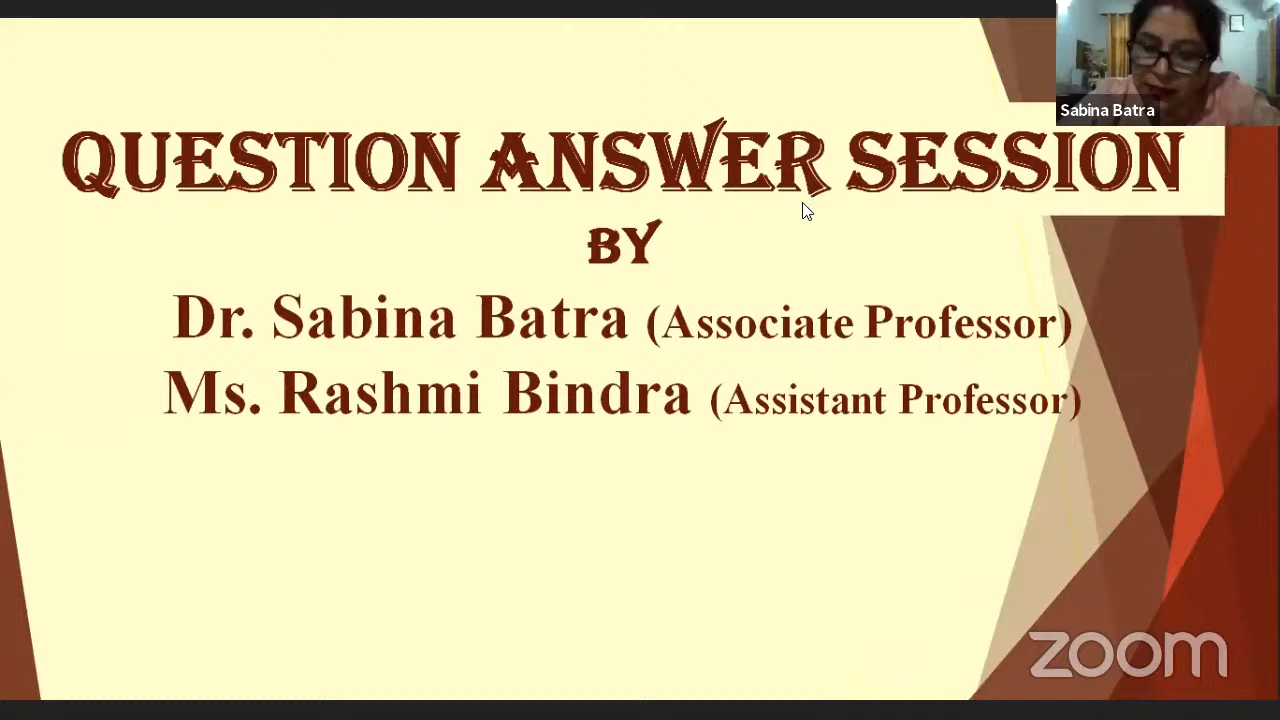 Sabina Batra
QUESTION ANSWER SESSION
BY
Dr. Sabina Batra (Associate Professor)
Ms. Rashmi Bindra (Assistant Professor)
zoom